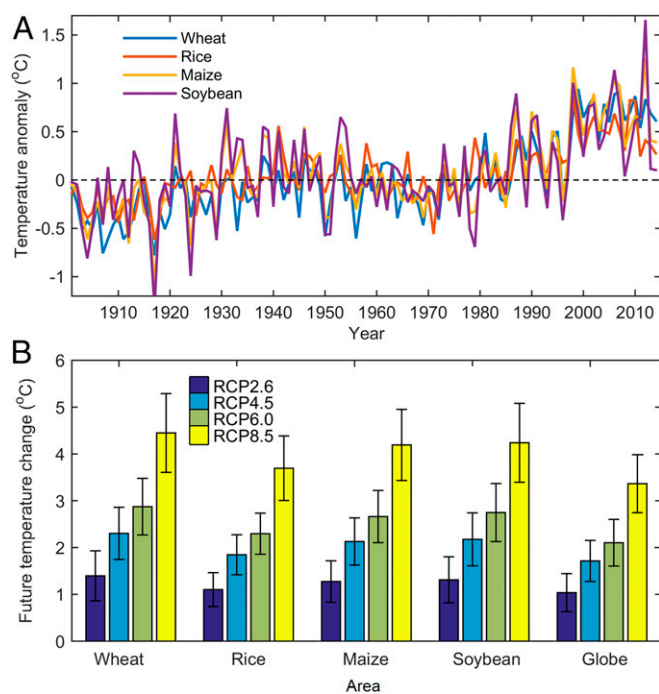 A
Temperature anomaly (°C)
1.5
1
0.5
0
-0.5
-1
Wheat
Rice
Maize
Soybean
1910 1920 1930 1940 1950 1960 1970 1980 1990 2000 2010
Year
B
Future temperature change (°C)
6
5
4
3
2
1
0
RCP2.6
RCP4.5
RCP6.0
RCP8.5
Wheat Rice Maize Soybean Globe
Area